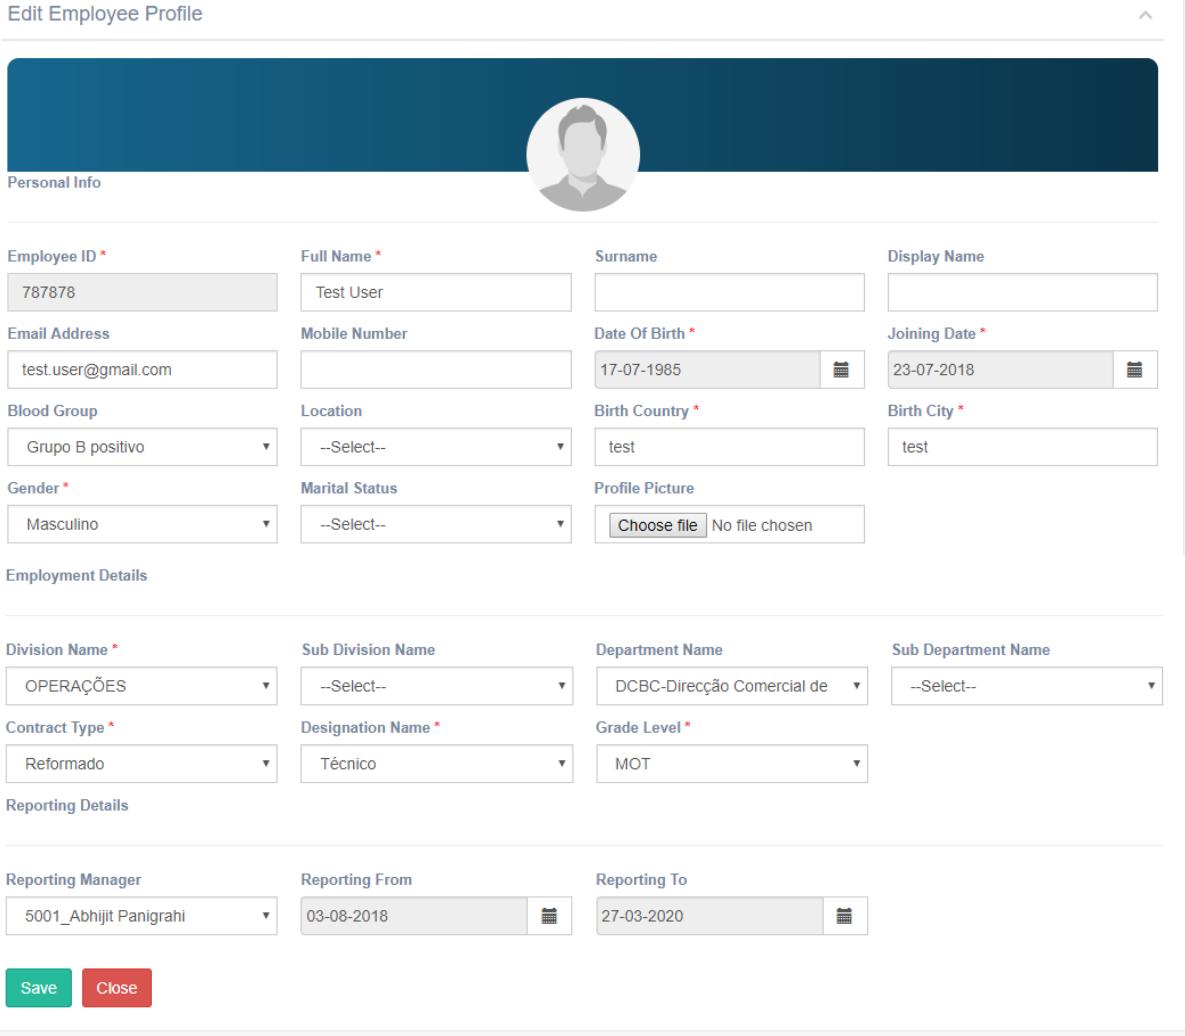 Edit Employee Profile
Personal Info
Employee ID * Full Name * Surname Display Name
787878 Test User
Email Address Mobile Number Date Of Birth * Joining Date *
test.user@gmail.com 17-07-1985 23-07-2018
Blood Group Location Birth Country * Birth City *
Grupo B positivo --Select-- test test
Gender * Marital Status Profile Picture
Masculino --Select-- Choose file No file chosen
Employment Details
Division Name * Sub Division Name Department Name Sub Department Name
OPERAÇÕES --Select-- DCBC-Direcção Comercial de --Select--
Contract Type * Designation Name * Grade Level *
Reformado Técnico MOT
Reporting Details
Reporting Manager Reporting From Reporting To
5001_Abhijit Panigrahi 03-08-2018 27-03-2020
Save Close